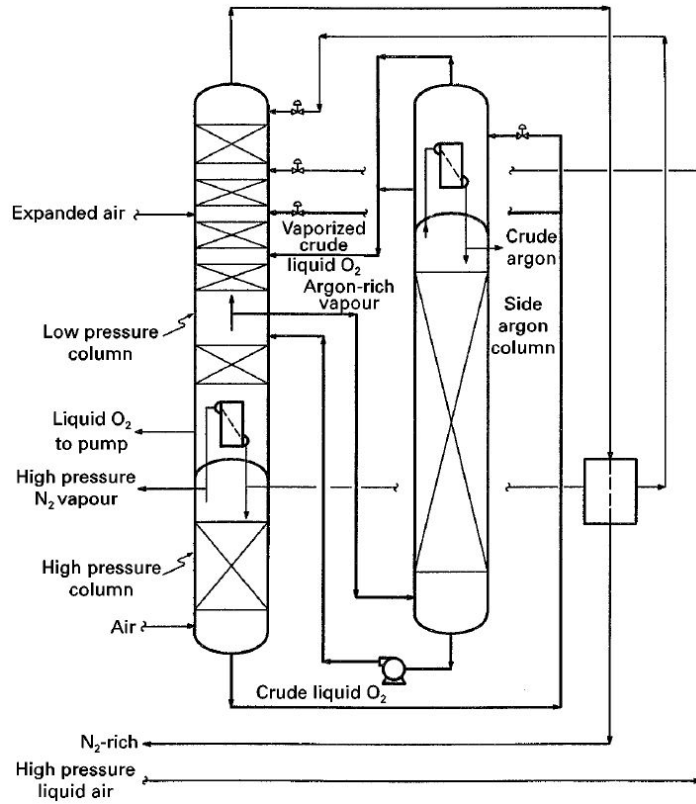 Expanded air
Vaporized crude
liquid O₂
Crude
argon
Argon-rich
vapour
Side
argon
column
Low pressure
column
Liquid O₂
to pump
High pressure
N₂ vapour
High pressure
column
Air
Crude liquid O₂
N₂-rich
High pressure
liquid air